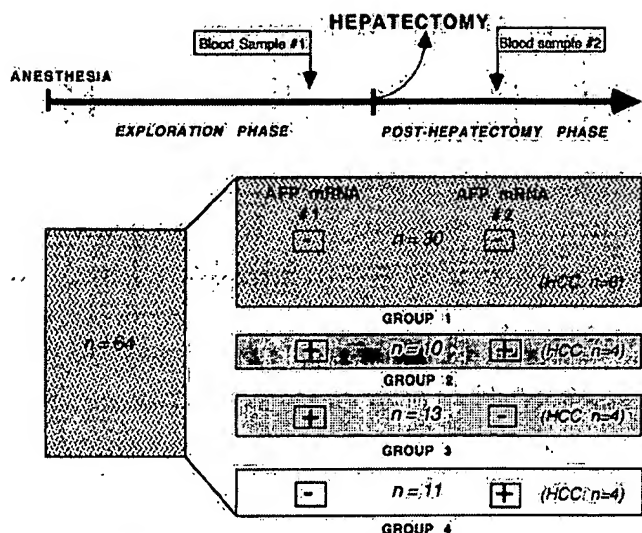 HEPATECTOMY
Blood Sample #1
Blood sample #2
ANESTHESIA
EXPLORATION PHASE
POST-HEPATECTOMY PHASE
AFP mRNA
#1
AFP mRNA
#2
- n = 30 -
(HCC: n=6)
GROUP 1
n = 64
+ n = 10 + (HCC: n=4)
GROUP 2
+ n = 13 - (HCC: n=4)
GROUP 3
- n = 11 + (HCC: n=4)
GROUP 4